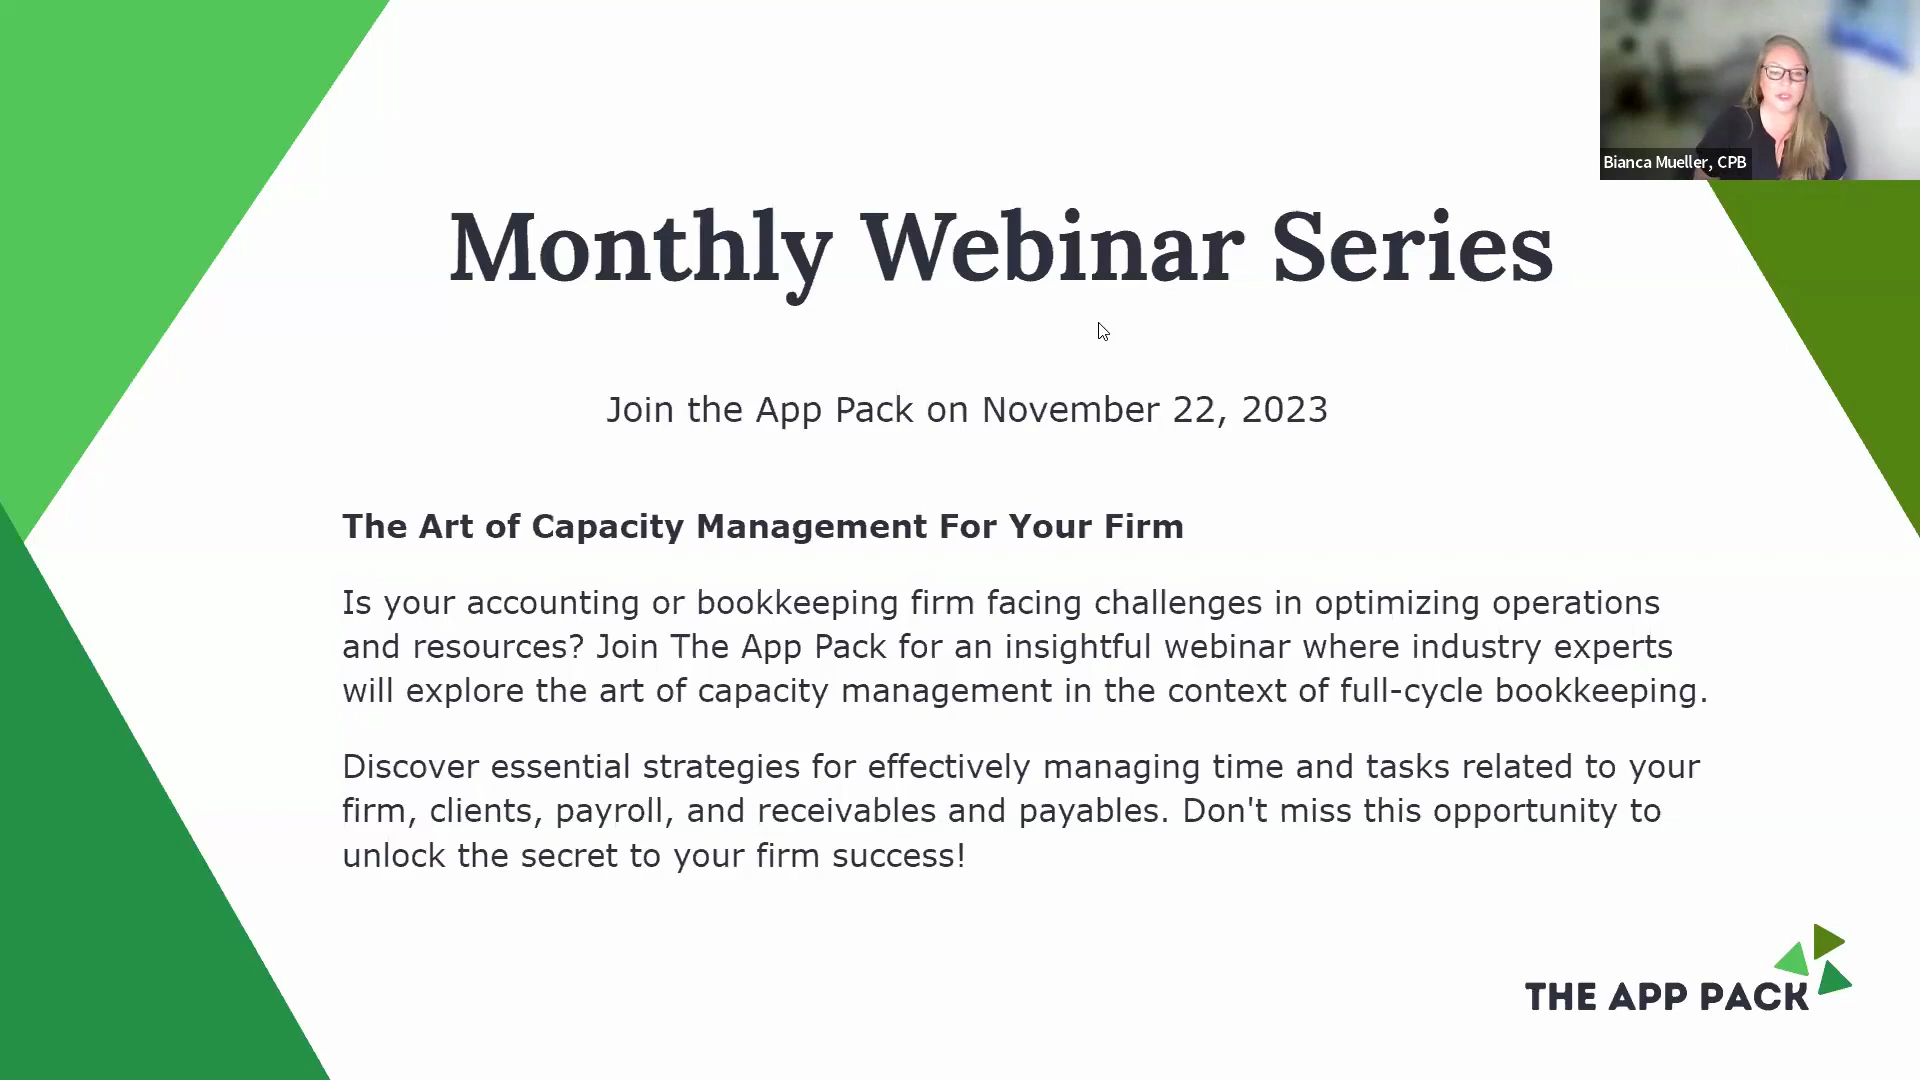 Bianca Mueller, CPB
Monthly Webinar Series
Join the App Pack on November 22, 2023
The Art of Capacity Management For Your Firm
Is your accounting or bookkeeping firm facing challenges in optimizing operations
and resources? Join The App Pack for an insightful webinar where industry experts
will explore the art of capacity management in the context of full-cycle bookkeeping.
Discover essential strategies for effectively managing time and tasks related to your
firm, clients, payroll, and receivables and payables. Don't miss this opportunity to
unlock the secret to your firm success!
THE APP PACK